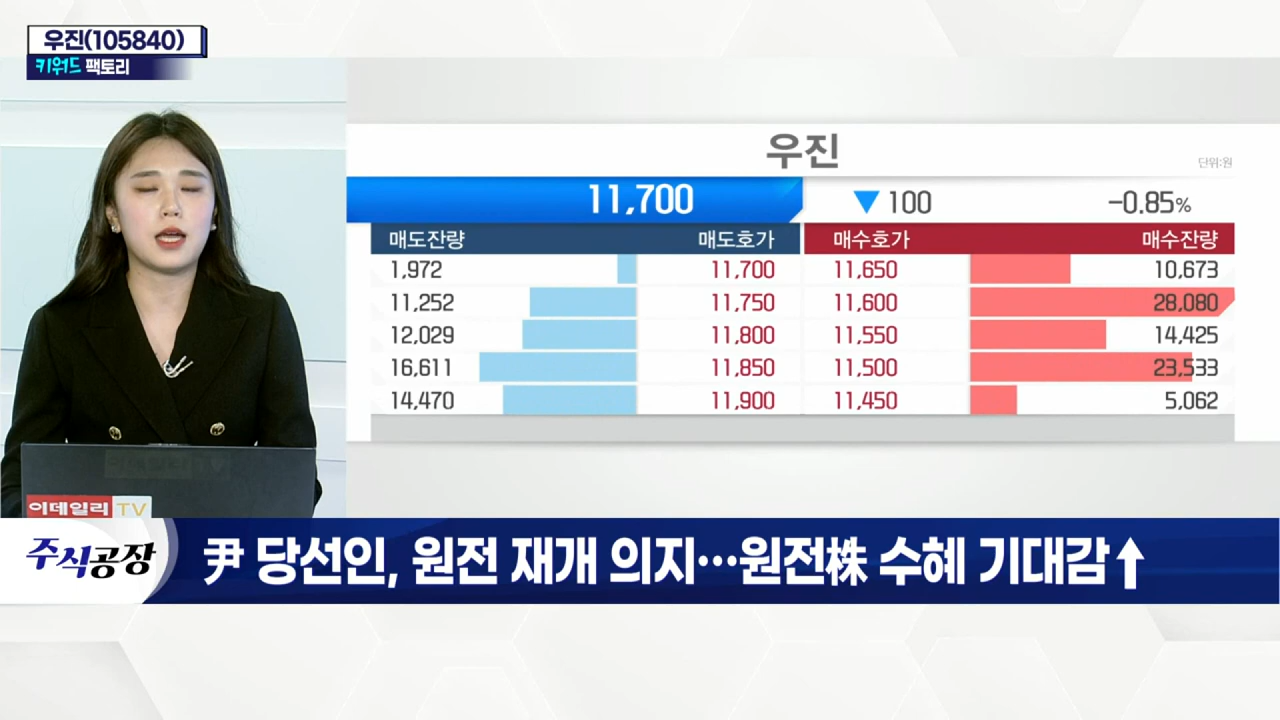 우진(105840)
키워드 팩토리
우진
단위:원
11,700 ▼ 100 -0.85%
매도잔량 매도호가 매수호가 매수잔량
1,972 11,700 11,650 10,673
11,252 11,750 11,600 28,080
12,029 11,800 11,550 14,425
16,611 11,850 11,500 23,533
14,470 11,900 11,450 5,062
이데일리 TV
주식공장
尹 당선인, 원전 재개 의지…원전株 수혜 기대감↑